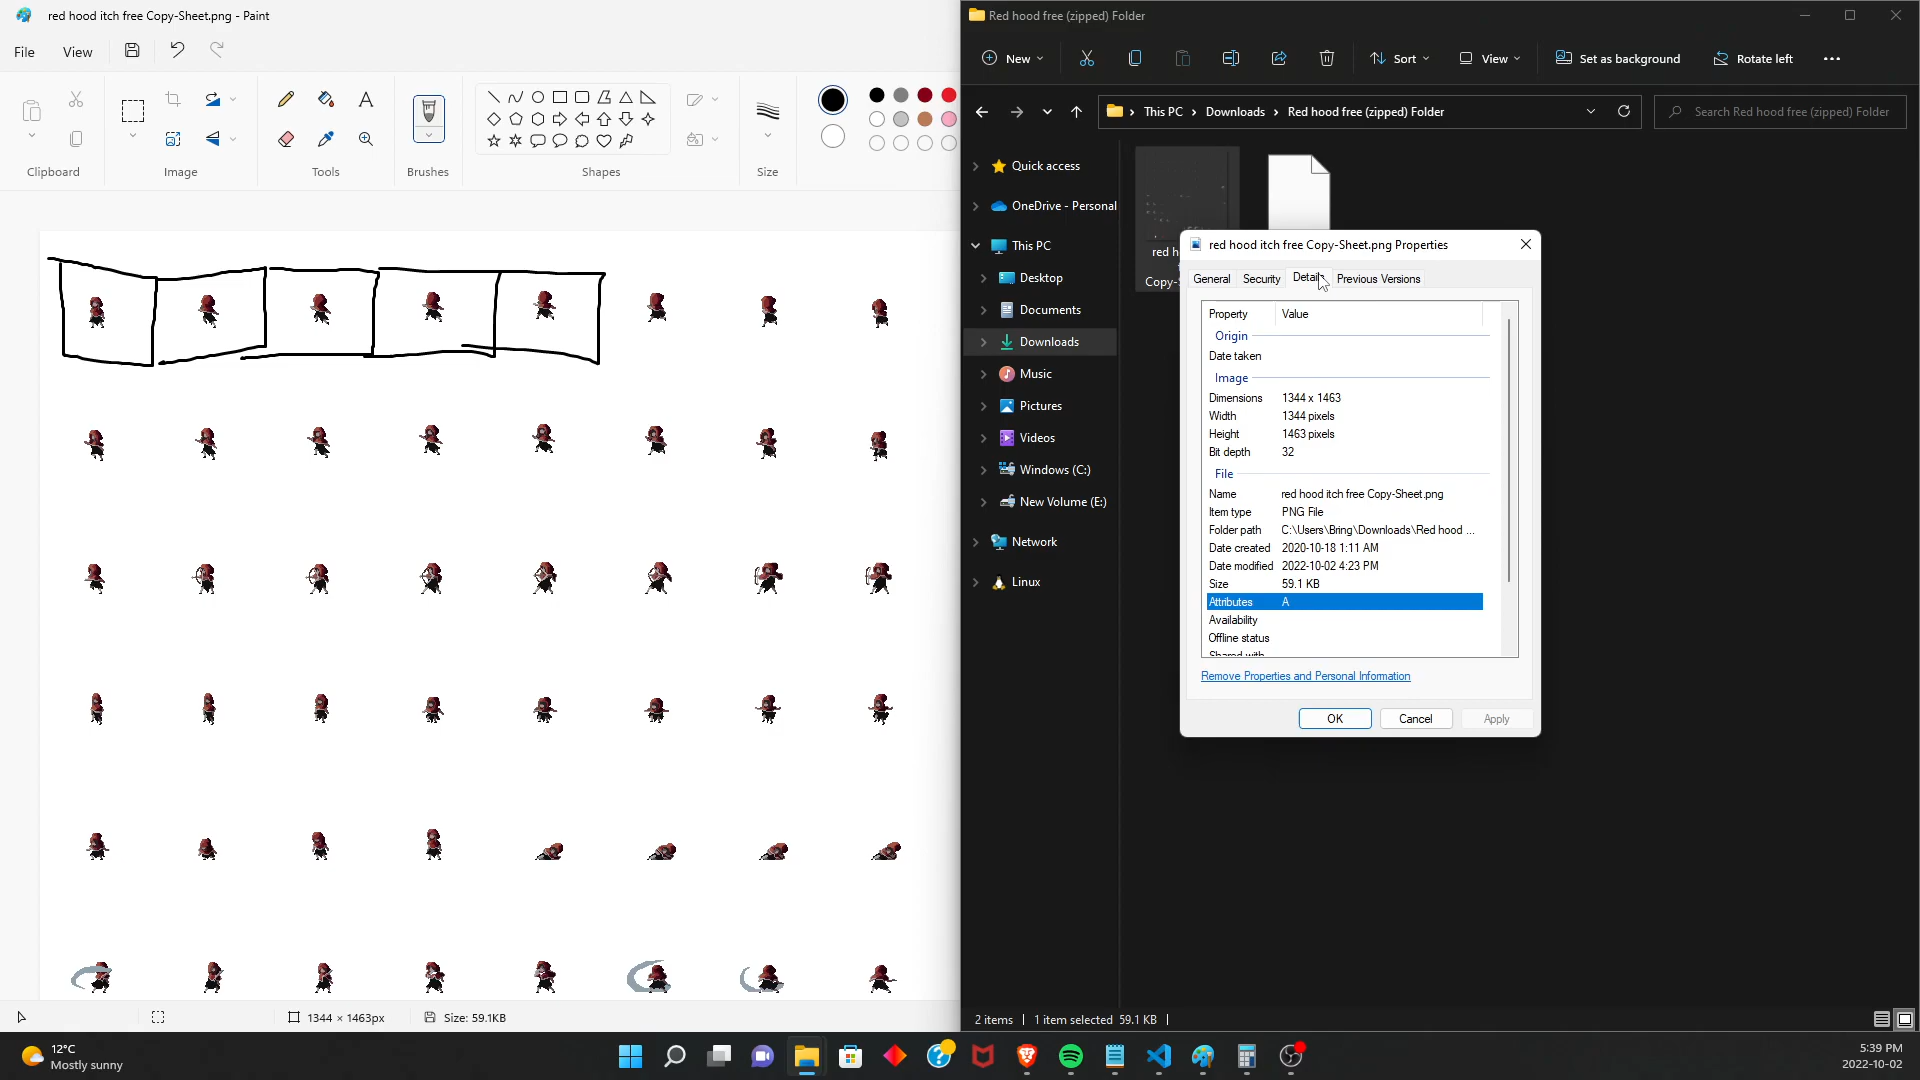 red hood itch free Copy-Sheet.png - Paint
File
View
Clipboard
Image
Tools
Brushes
Shapes
Size
1344 × 1463px
Size: 59.1KB
Red hood free (zipped) Folder
New
Sort
View
Set as background
Rotate left
This PC
Downloads
Red hood free (zipped) Folder
Search Red hood free (zipped) Folder
Quick access
OneDrive - Personal
This PC
Desktop
Documents
Downloads
Music
Pictures
Videos
Windows (C:)
New Volume (E:)
Network
Linux
red h
Copy-S
red hood itch free Copy-Sheet.png Properties
General
Security
Details
Previous Versions
Property Value
Origin
Date taken
Image
Dimensions 1344 x 1463
Width 1344 pixels
Height 1463 pixels
Bit depth 32
File
Name red hood itch free Copy-Sheet.png
Item type PNG File
Folder path C:\Users\Bring\Downloads\Red hood ...
Date created 2020-10-18 1:11 AM
Date modified 2022-10-02 4:23 PM
Size 59.1 KB
Attributes A
Availability
Offline status
Shared with
Remove Properties and Personal Information
OK
Cancel
Apply
2 items
1 item selected 59.1 KB
12°C
Mostly sunny
5:39 PM
2022-10-02